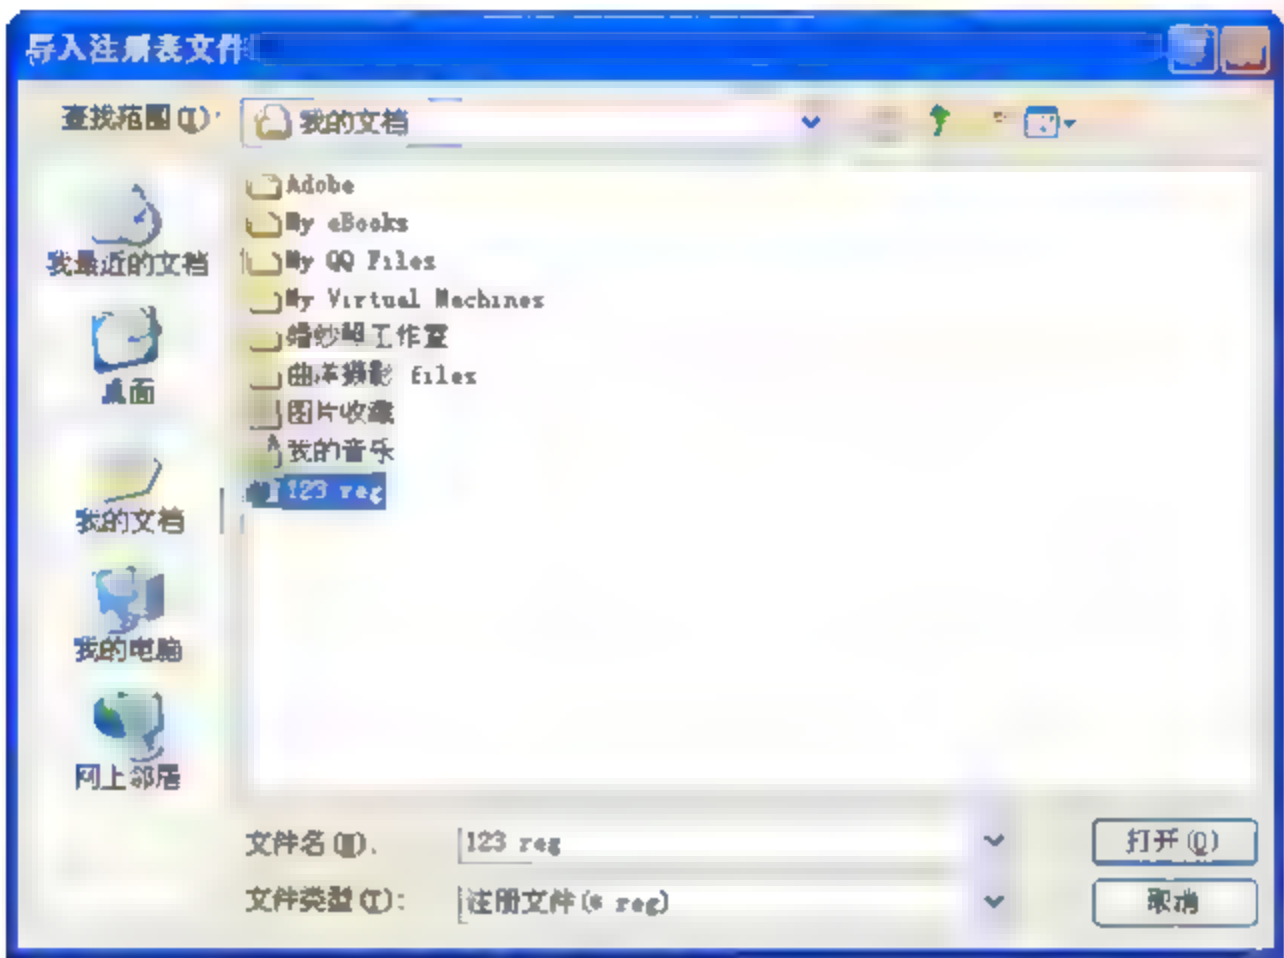 导入注册表文件
查找范围(I): 我的文档
我最近的文档
桌面
我的文档
我的电脑
网上邻居
Adobe
My eBooks
My QQ Files
My Virtual Machines
婚纱照工作室
files
图片收藏
我的音乐
123 reg
文件名(N): 123 reg
打开(O)
文件类型(T): 注册文件(* reg)
取消